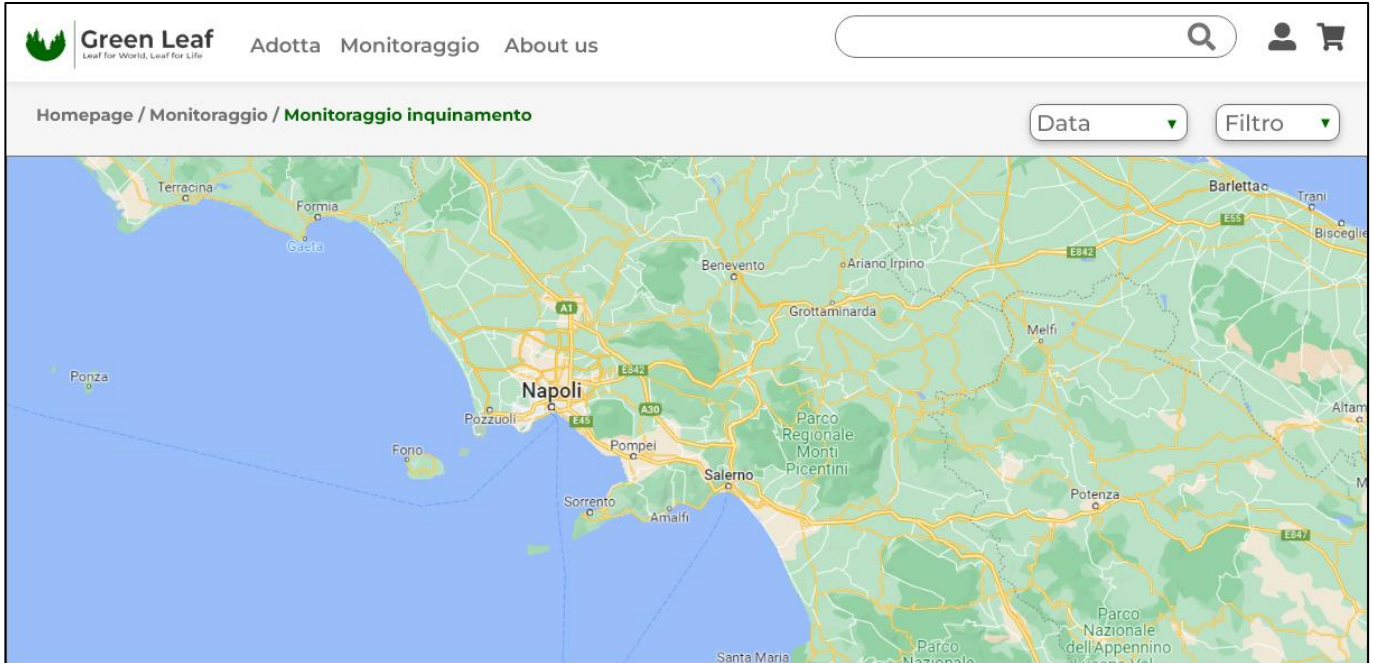 Green Leaf
Leaf for World, Leaf for Life
Adotta Monitoraggio About us
Homepage / Monitoraggio / Monitoraggio inquinamento
Data
Filtro
Terracina
Formia
Gaeta
Barletta
Trani
E55
Bisceglie
Benevento
Ariano Irpino
E842
A1
Grottaminarda
Melfi
Ponza
E842
Napoli
Pozzuoli
E45
A30
Parco
Regionale
Monti
Picentini
Altam
Forio
Pompei
Salerno
M
Sorrento
Amalfi
Potenza
E847
Parco
Nazionale
dell'Appennino
Santa Maria
Parco
Nazionale